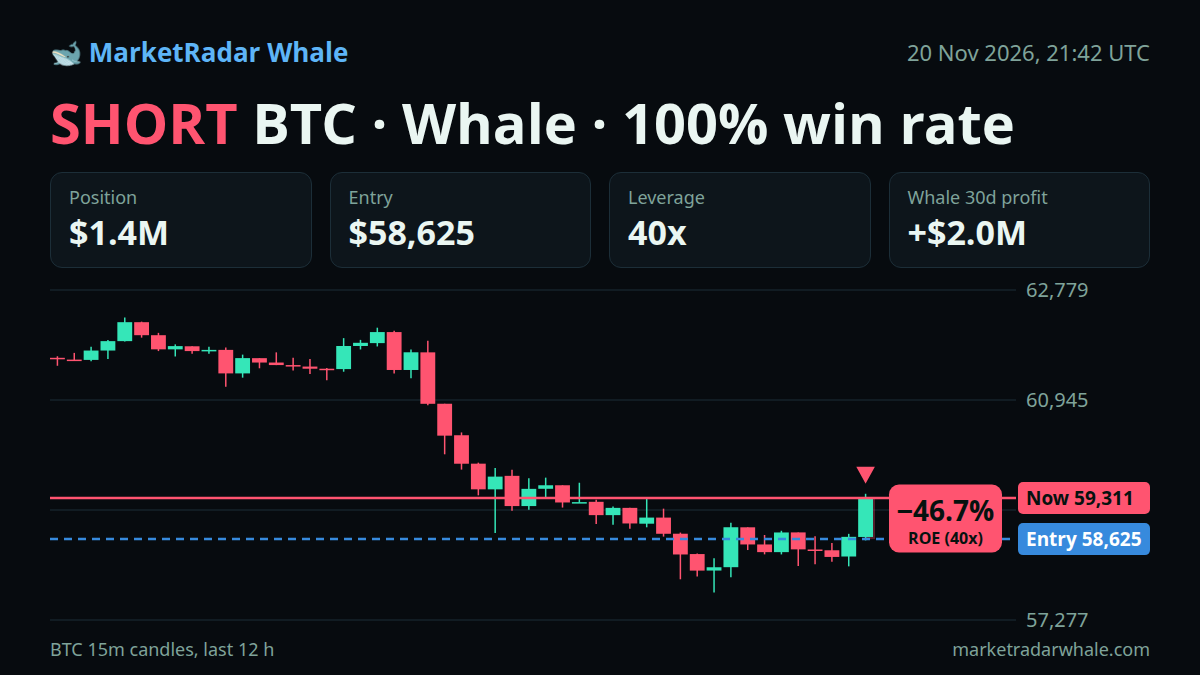 🐋 MarketRadar Whale
20 Nov 2026, 21:42 UTC
SHORT BTC · Whale · 100% win rate
Position
$1.4M
Entry
$58,625
Leverage
40x
Whale 30d profit
+$2.0M
62,779
60,945
Now 59,311
−46.7%
ROE (40x)
Entry 58,625
57,277
BTC 15m candles, last 12 h
marketradarwhale.com